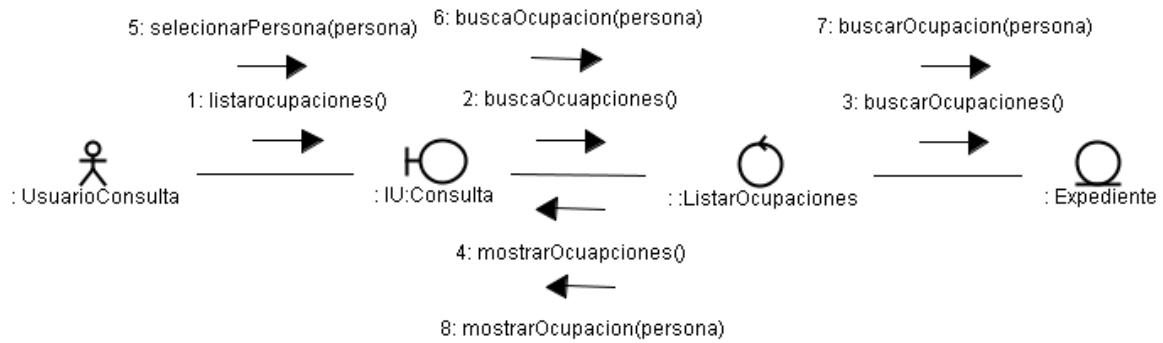 5: selecionarPersona(persona)
6: buscaOcupacion(persona)
7: buscarOcupacion(persona)
1: listarocupaciones()
2: buscaOcuapciones()
3: buscarOcupaciones()
: UsuarioConsulta
: IU:Consulta
: :ListarOcupaciones
: Expediente
4: mostrarOcuapciones()
8: mostrarOcupacion(persona)